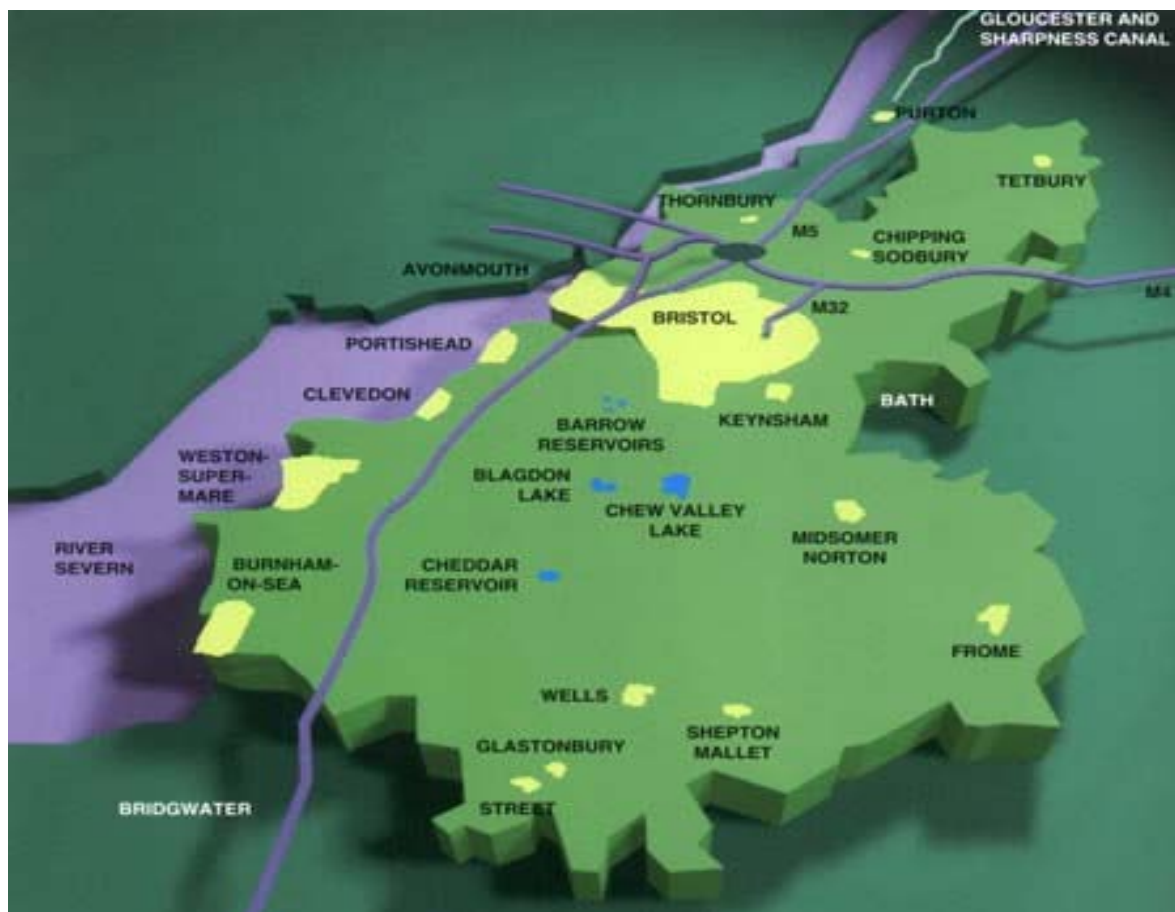 GLOUCESTER AND
SHARPNESS CANAL
PURTON
TETBURY
THORNBURY
M5
CHIPPING
SODBURY
AVONMOUTH
M4
M32
BRISTOL
PORTISHEAD
CLEVEDON
BATH
KEYNSHAM
BARROW
RESERVOIRS
WESTON-
SUPER-
MARE
BLAGDON
LAKE
CHEW VALLEY
LAKE
MIDSOMER
NORTON
RIVER
SEVERN
BURNHAM-
ON-SEA
CHEDDAR
RESERVOIR
FROME
WELLS
SHEPTON
MALLET
GLASTONBURY
STREET
BRIDGWATER